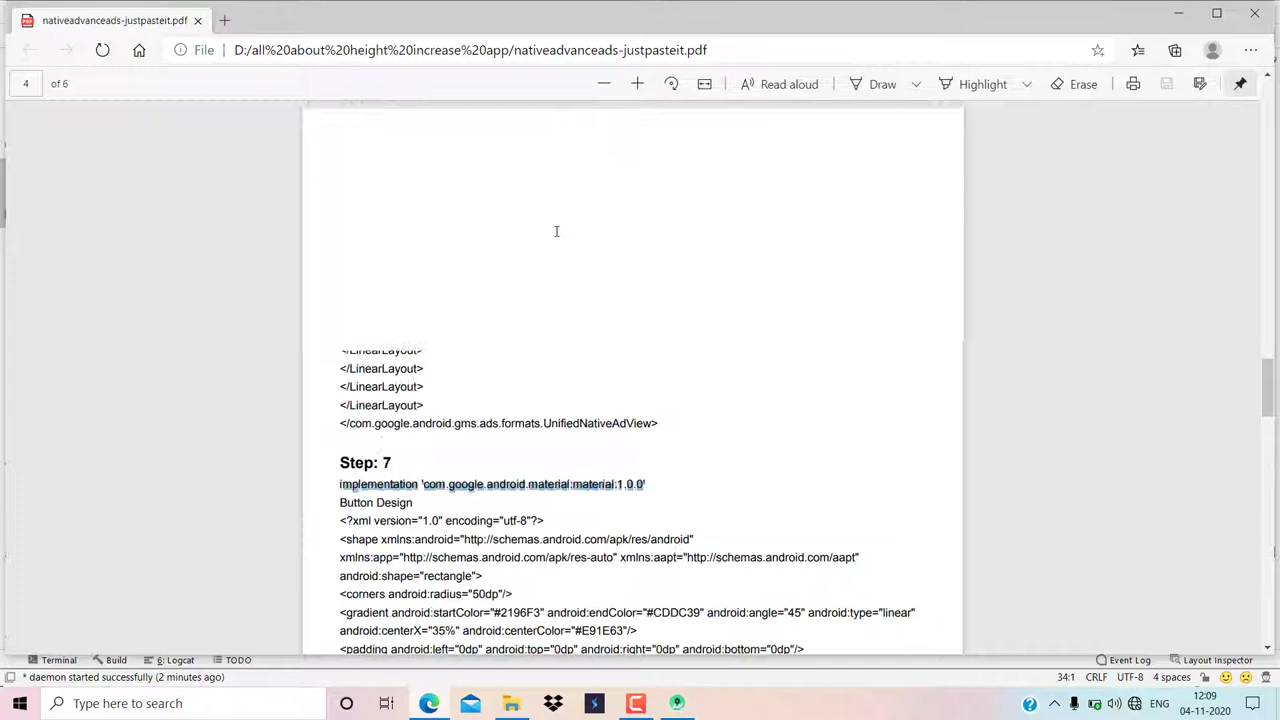 nativeadvanceads-justpasteit.pdf
File D:/all%20about%20height%20increase%20app/nativeadvanceads-justpasteit.pdf
4 of 6 Read aloud Draw Highlight Erase
</LinearLayout>
</LinearLayout>
</LinearLayout>
</LinearLayout>
</com.google.android.gms.ads.formats.UnifiedNativeAdView>
Step: 7
implementation 'com.google.android.material:material:1.0.0'
Button Design
<?xml version="1.0" encoding="utf-8"?>
<shape xmlns:android="http://schemas.android.com/apk/res/android"
xmlns:app="http://schemas.android.com/apk/res-auto" xmlns:aapt="http://schemas.android.com/aapt"
android:shape="rectangle">
<corners android:radius="50dp"/>
<gradient android:startColor="#2196F3" android:endColor="#CDDC39" android:angle="45" android:type="linear"
android:centerX="35%" android:centerColor="#E91E63"/>
<padding android:left="0dp" android:top="0dp" android:right="0dp" android:bottom="0dp"/>
Terminal Build 6: Logcat TODO Event Log Layout Inspector
* daemon started successfully (2 minutes ago) 34:1 CRLF UTF-8 4 spaces
Type here to search ENG 12:09
04-11-2020